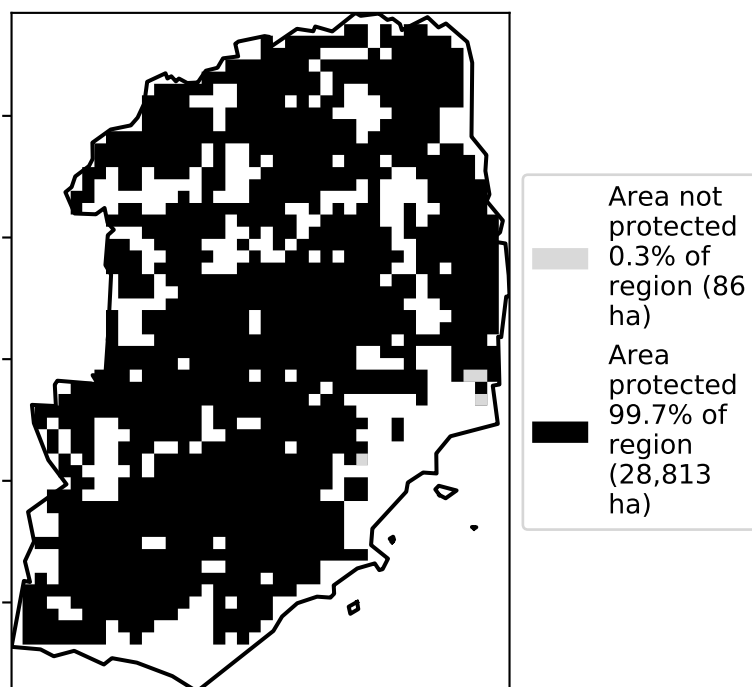 Area not
protected
0.3% of
region (86
ha)
Area
protected
99.7% of
region
(28,813
ha)